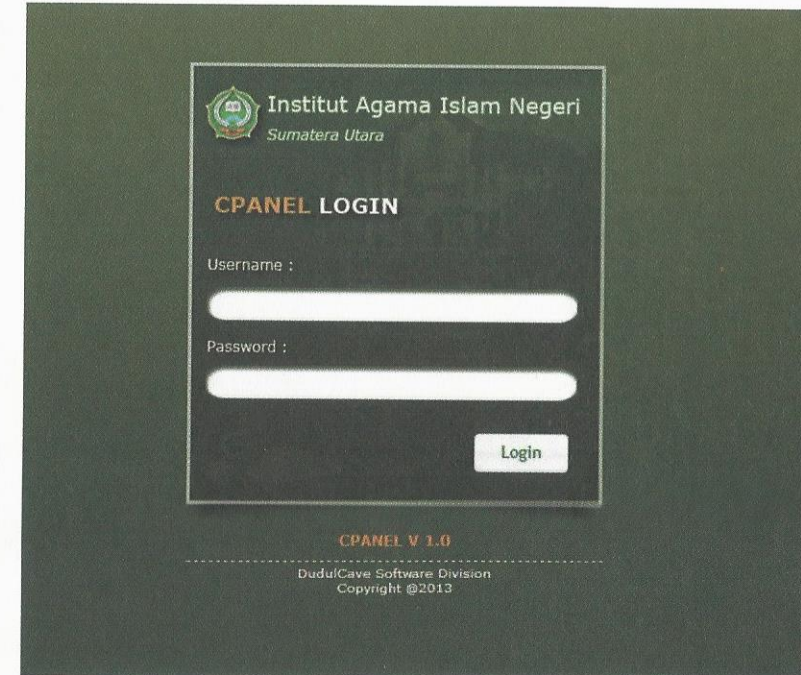 Institut Agama Islam Negeri
Sumatera Utara
CPANEL LOGIN
Username :
Password :
Login
CPANEL V 1.0
DudulCave Software Division
Copyright @2013